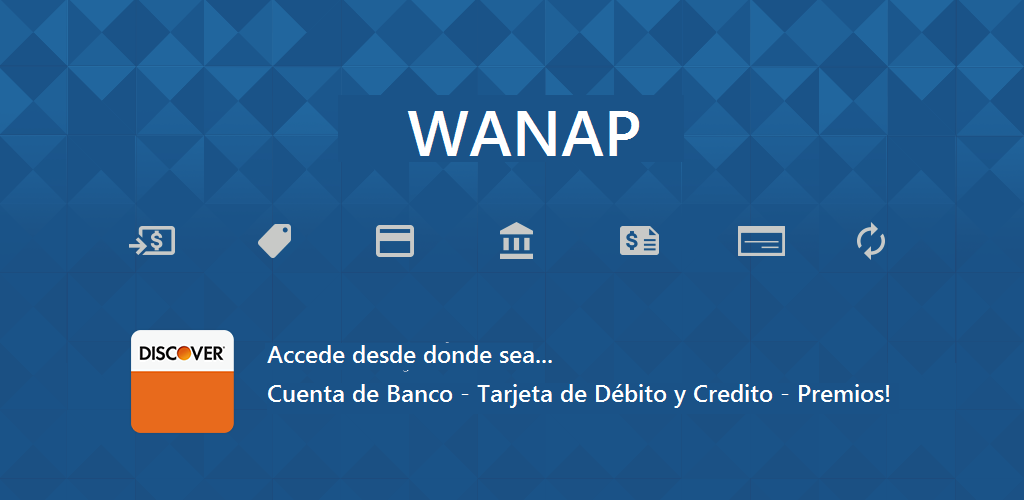 WANAP
DISCOVER
Accede desde donde sea...
Cuenta de Banco - Tarjeta de Débito y Credito - Premios!